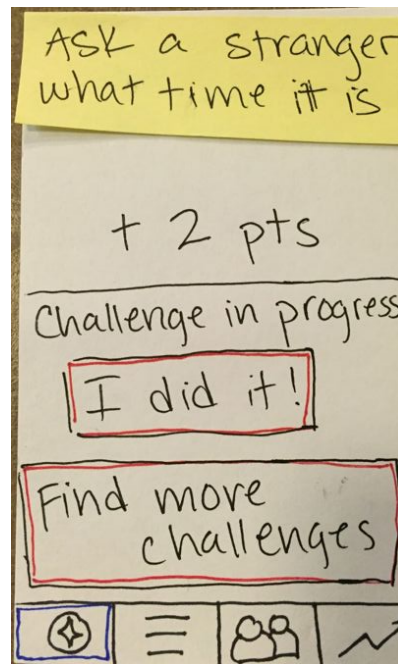 Ask a stranger
what time it is
+ 2 pts
Challenge in progress
I did it!
Find more
challenges